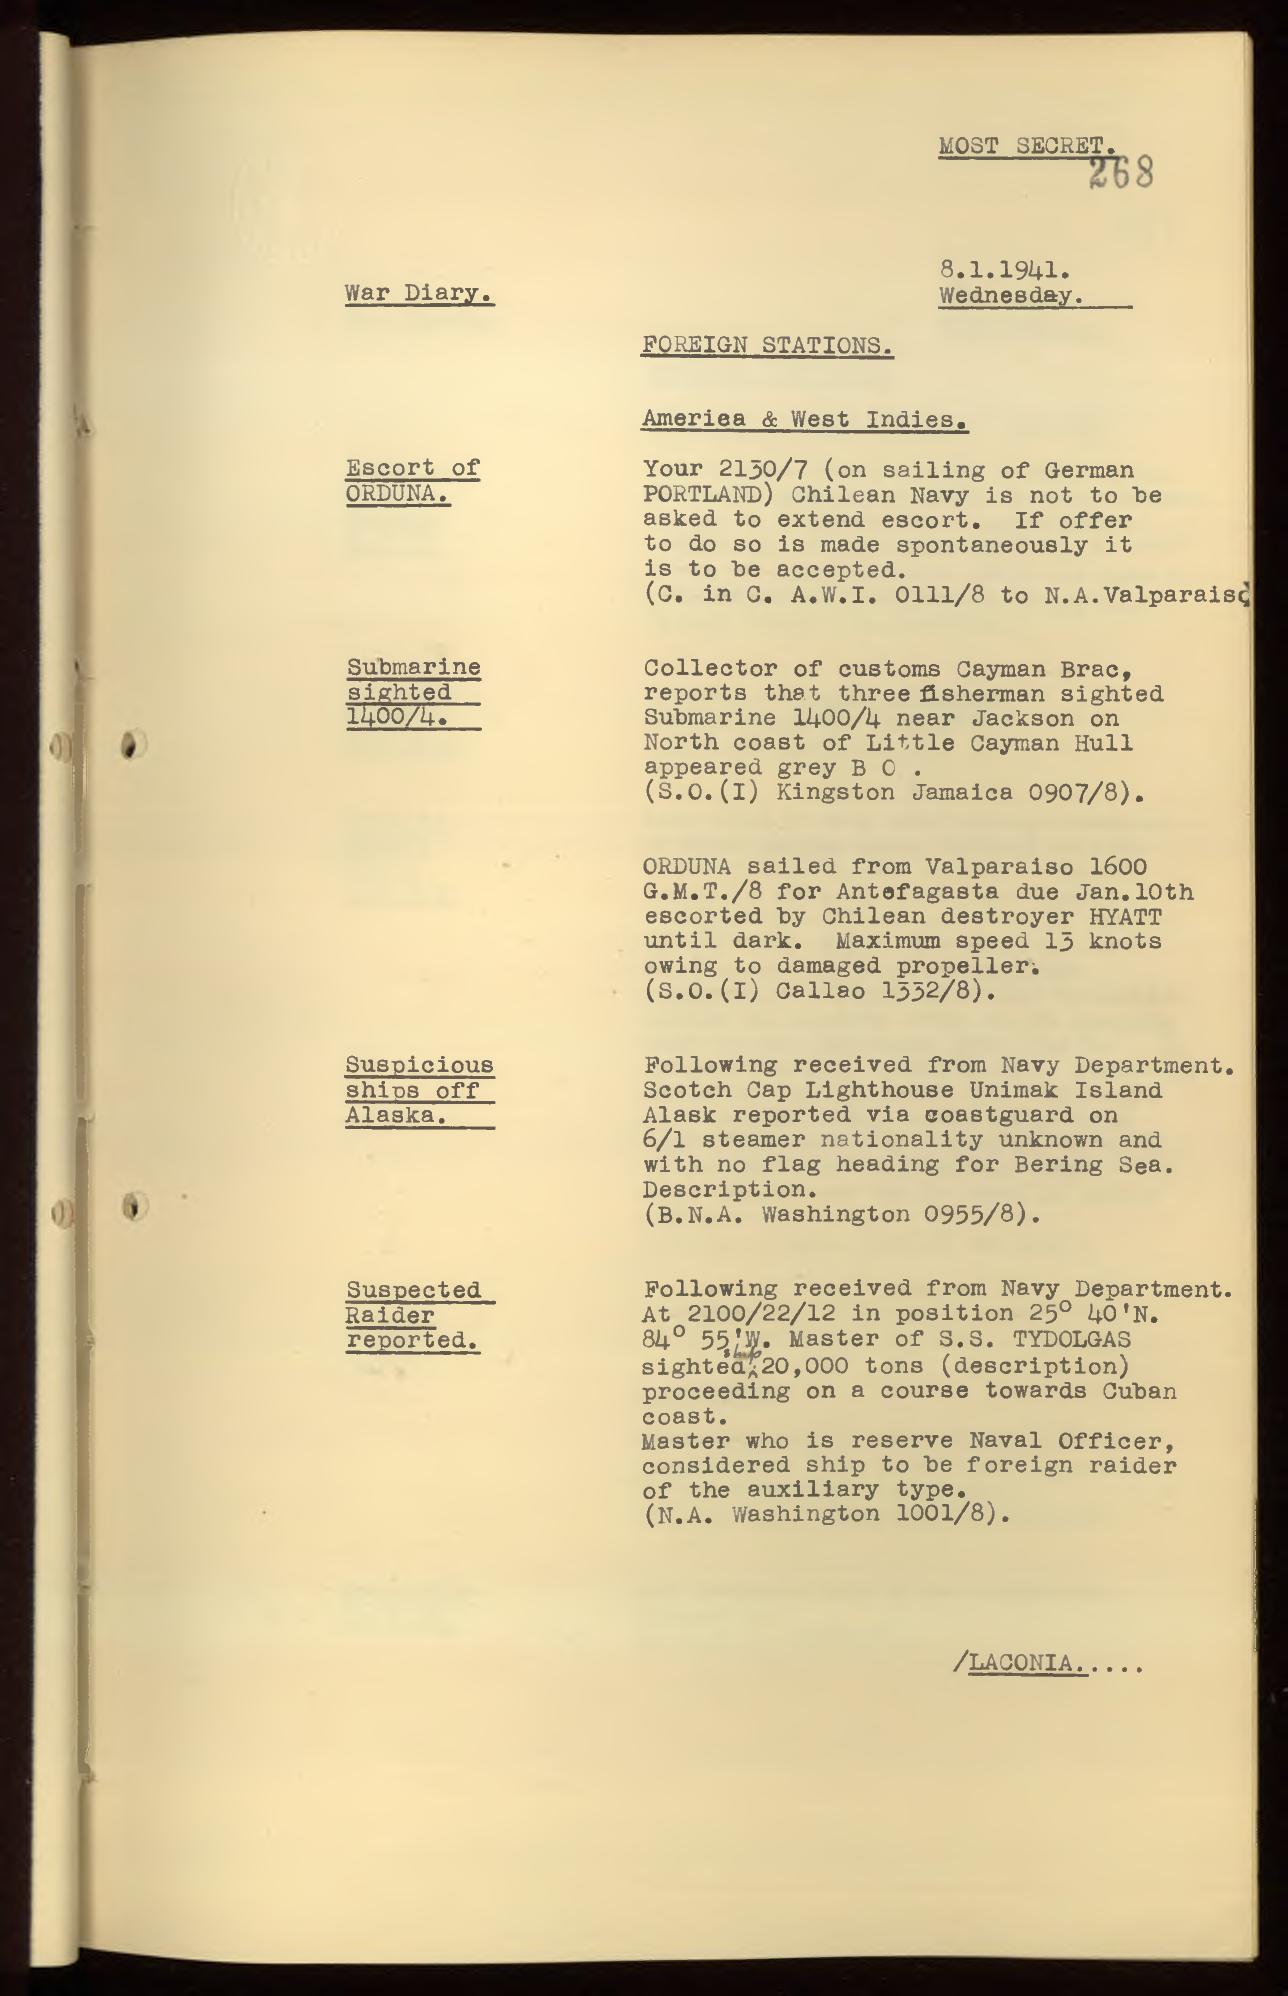 MOST SECRET.
268
8.1.1941.
Wednesday.
War Diary.
FOREIGN STATIONS.
America & West Indies.
Escort of
ORDUNA.
Your 2130/7 (on sailing of German
PORTLAND) Chilean Navy is not to be
asked to extend escort. If offer
to do so is made spontaneously it
is to be accepted.
(C. in C. A.W.I. 0111/8 to N.A.Valparaiso
Submarine
sighted
1400/4.
Collector of customs Cayman Brac,
reports that three fisherman sighted
Submarine 1400/4 near Jackson on
North coast of Little Cayman Hull
appeared grey B C .
(S.O.(I) Kingston Jamaica 0907/8).
ORDUNA sailed from Valparaiso 1600
G.M.T./8 for Antofagasta due Jan.10th
escorted by Chilean destroyer HYATT
until dark. Maximum speed 13 knots
owing to damaged propeller.
(S.O.(I) Callao 1332/8).
Suspicious
ships off
Alaska.
Following received from Navy Department.
Scotch Cap Lighthouse Unimak Island
Alask reported via coastguard on
6/1 steamer nationality unknown and
with no flag heading for Bering Sea.
Description.
(B.N.A. Washington 0955/8).
Suspected
Raider
reported.
Following received from Navy Department.
At 2100/22/12 in position 25° 40'N.
84° 55'W. Master of S.S. TYDOLGAS
sighted ship 20,000 tons (description)
proceeding on a course towards Cuban
coast.
Master who is reserve Naval Officer,
considered ship to be foreign raider
of the auxiliary type.
(N.A. Washington 1001/8).
/LACONIA.....